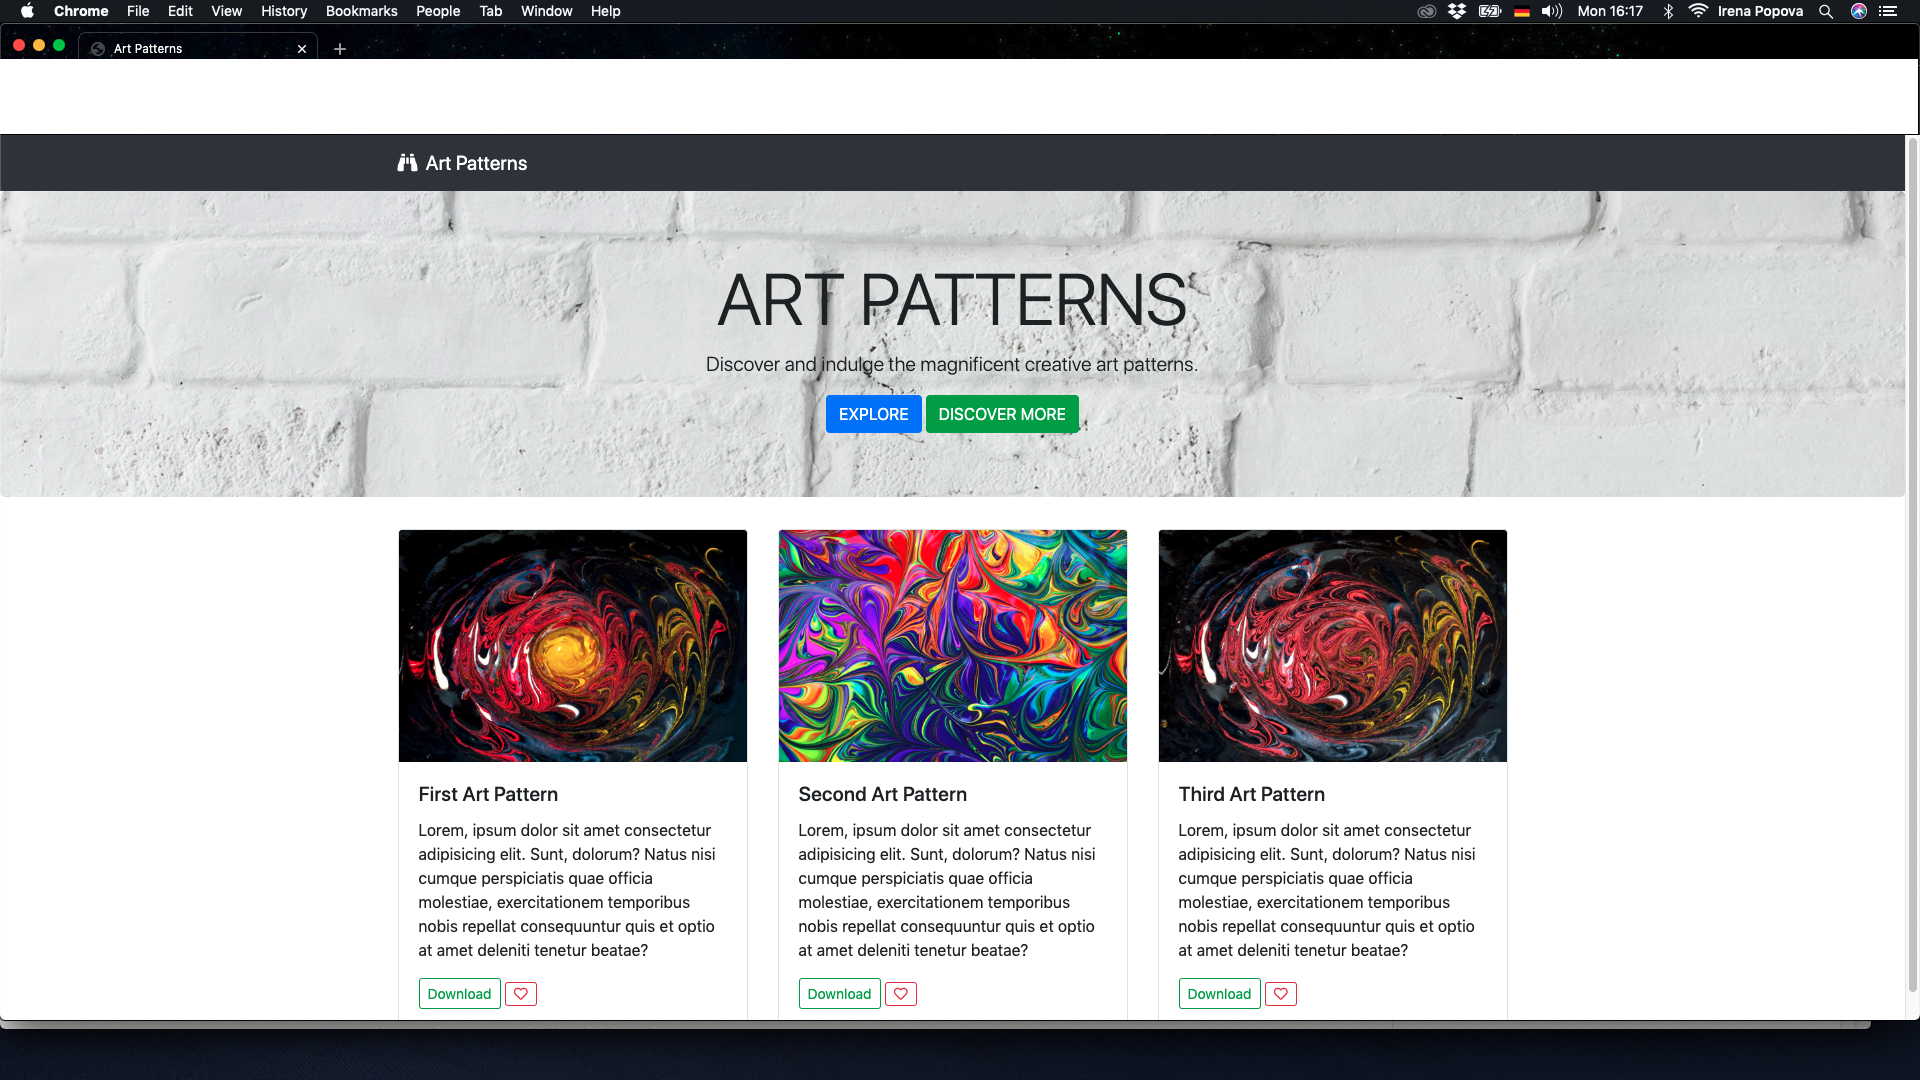 Chrome File Edit View History Bookmarks People Tab Window Help Mon 16:17 Irena Popova
Art Patterns
Art Patterns
ART PATTERNS
Discover and indulge the magnificent creative art patterns.
EXPLORE DISCOVER MORE
First Art Pattern
Lorem, ipsum dolor sit amet consectetur
adipisicing elit. Sunt, dolorum? Natus nisi
cumque perspiciatis quae officia
molestiae, exercitationem temporibus
nobis repellat consequuntur quis et optio
at amet deleniti tenetur beatae?
Download
Second Art Pattern
Lorem, ipsum dolor sit amet consectetur
adipisicing elit. Sunt, dolorum? Natus nisi
cumque perspiciatis quae officia
molestiae, exercitationem temporibus
nobis repellat consequuntur quis et optio
at amet deleniti tenetur beatae?
Download
Third Art Pattern
Lorem, ipsum dolor sit amet consectetur
adipisicing elit. Sunt, dolorum? Natus nisi
cumque perspiciatis quae officia
molestiae, exercitationem temporibus
nobis repellat consequuntur quis et optio
at amet deleniti tenetur beatae?
Download